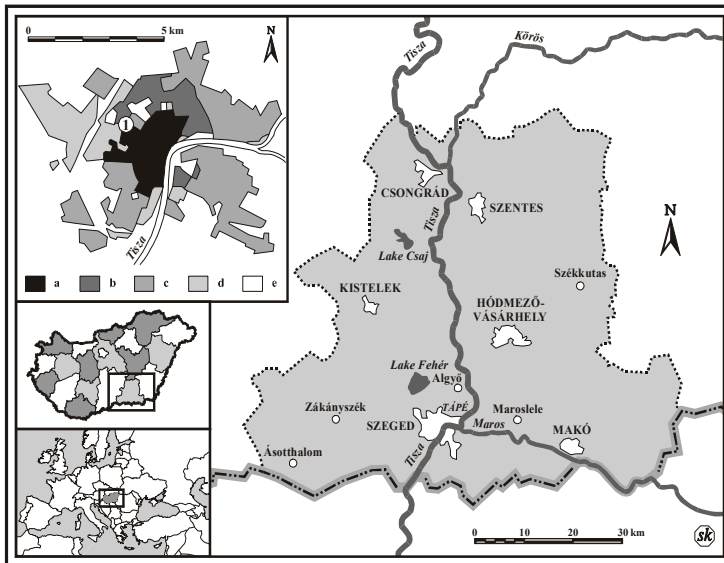 0 5 km
N
1
Tisza
a b c d e
Tisza
Körös
CSONGRÁD
Tisza
SZENTES
N
Lake Csaj
Székkutas
KISTELEK
HÓDMEZŐ-
VÁSÁRHELY
Lake Fehér
Algyő
Zákányszék
TÁPÉ
Maroslele
SZEGED
Maros
MAKÓ
Ásotthalom
Tisza
0 10 20 30 km
sk